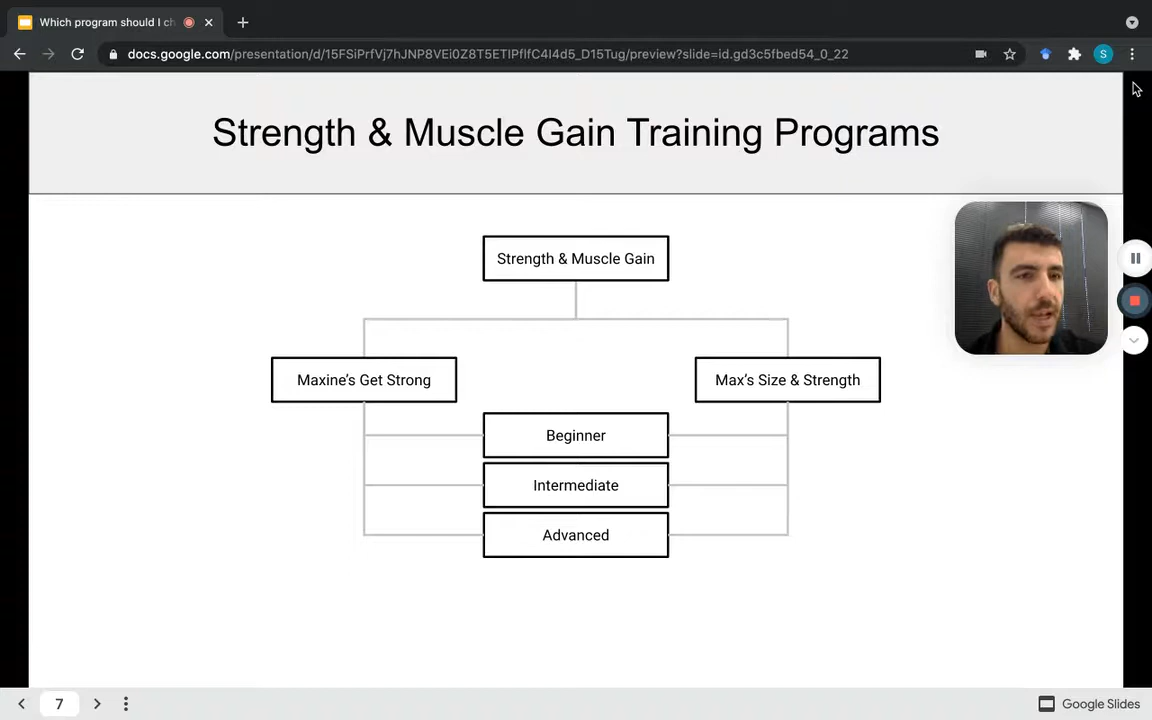 Which program should I ch
docs.google.com/presentation/d/15FSiPrfVj7hJNP8VEi0Z8T5ETlPflfC4I4d5_D15Tug/preview?slide=id.gd3c5fbed54_0_22
S
Strength & Muscle Gain Training Programs
Strength & Muscle Gain
Maxine's Get Strong
Max's Size & Strength
Beginner
Intermediate
Advanced
7
Google Slides